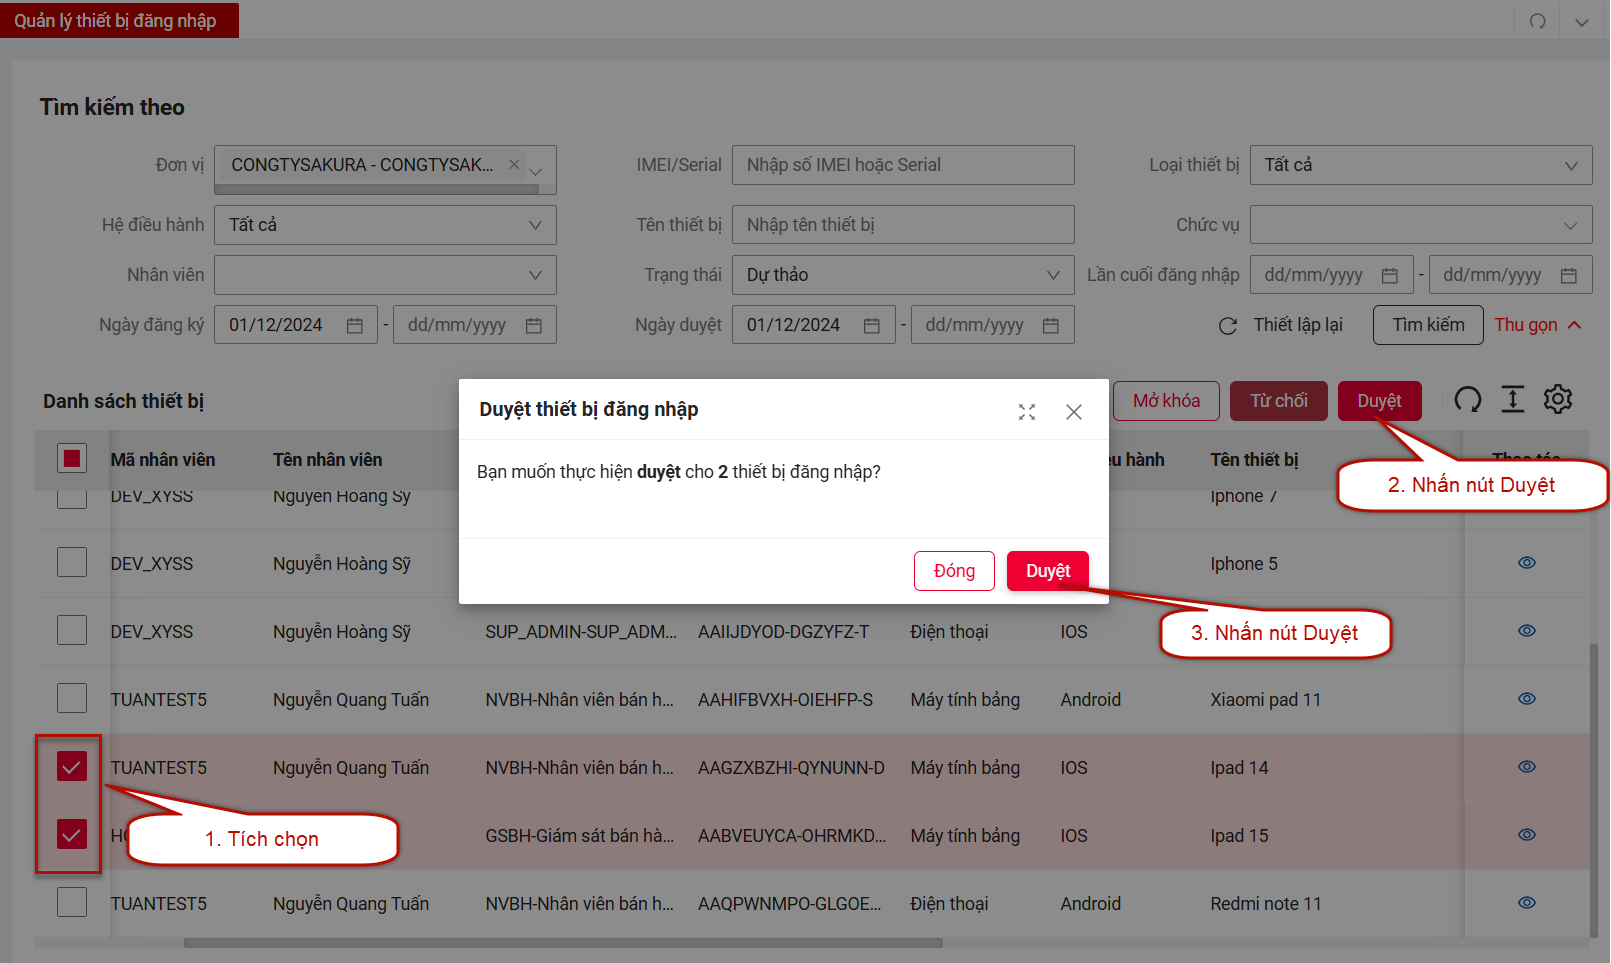 Quản lý thiết bị đăng nhập
Tìm kiếm theo
Đơn vị CONGTYSAKURA - CONGTYSAK... IMEI/Serial Nhập số IMEI hoặc Serial Loại thiết bị Tất cả
Hệ điều hành Tất cả Tên thiết bị Nhập tên thiết bị Chức vụ
Nhân viên Trạng thái Dự thảo Lần cuối đăng nhập dd/mm/yyyy - dd/mm/yyyy
Ngày đăng ký 01/12/2024 - dd/mm/yyyy Ngày duyệt 01/12/2024 - dd/mm/yyyy Thiết lập lại Tìm kiếm Thu gọn
Danh sách thiết bị Mở khóa Từ chối Duyệt
Duyệt thiết bị đăng nhập
Bạn muốn thực hiện duyệt cho 2 thiết bị đăng nhập?
Đóng Duyệt
2. Nhấn nút Duyệt
3. Nhấn nút Duyệt
1. Tích chọn
Mã nhân viên Tên nhân viên hành Tên thiết bị
DEV_XYSS Nguyễn Hoàng Sỹ Iphone 7
DEV_XYSS Nguyễn Hoàng Sỹ Iphone 5
DEV_XYSS Nguyễn Hoàng Sỹ SUP_ADMIN-SUP_ADM... AAIIJDYOD-DGZYFZ-T Điện thoại IOS
TUANTEST5 Nguyễn Quang Tuấn NVBH-Nhân viên bán h... AAHIFBVXH-OIEHFP-S Máy tính bảng Android Xiaomi pad 11
TUANTEST5 Nguyễn Quang Tuấn NVBH-Nhân viên bán h... AAGZXBZHI-QYNUNN-D Máy tính bảng IOS Ipad 14
GSBH-Giám sát bán hà... AABVEUYCA-OHRMKD... Máy tính bảng IOS Ipad 15
TUANTEST5 Nguyễn Quang Tuấn NVBH-Nhân viên bán h... AAQPWNMPO-GLGOE... Điện thoại Android Redmi note 11